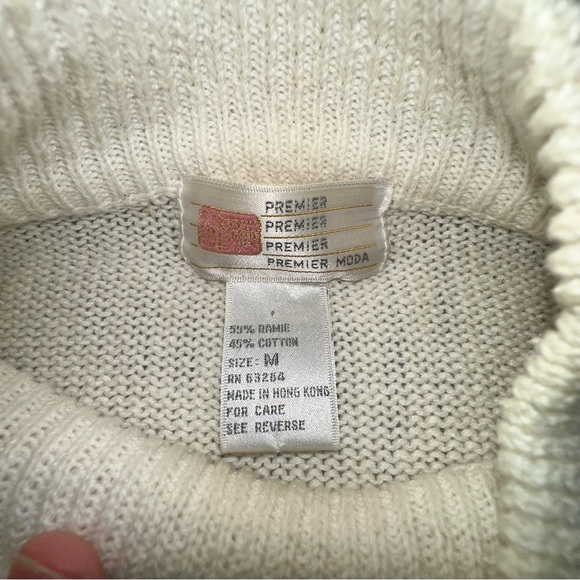 PREMIER
PREMIER
PREMIER
PREMIER MODA
55% RAMIE
45% COTTON
SIZE: M
RN 63264
MADE IN HONG KONG
FOR CARE
SEE REVERSE